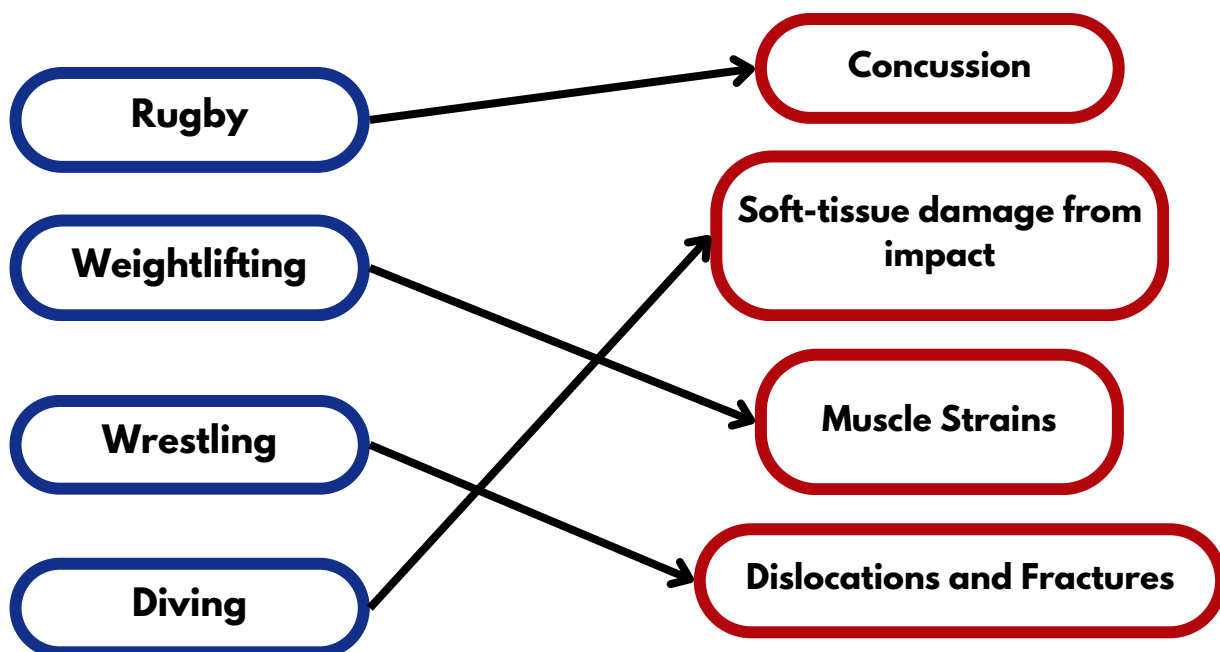 Rugby
Weightlifting
Wrestling
Diving
Concussion
Soft-tissue damage from
impact
Muscle Strains
Dislocations and Fractures